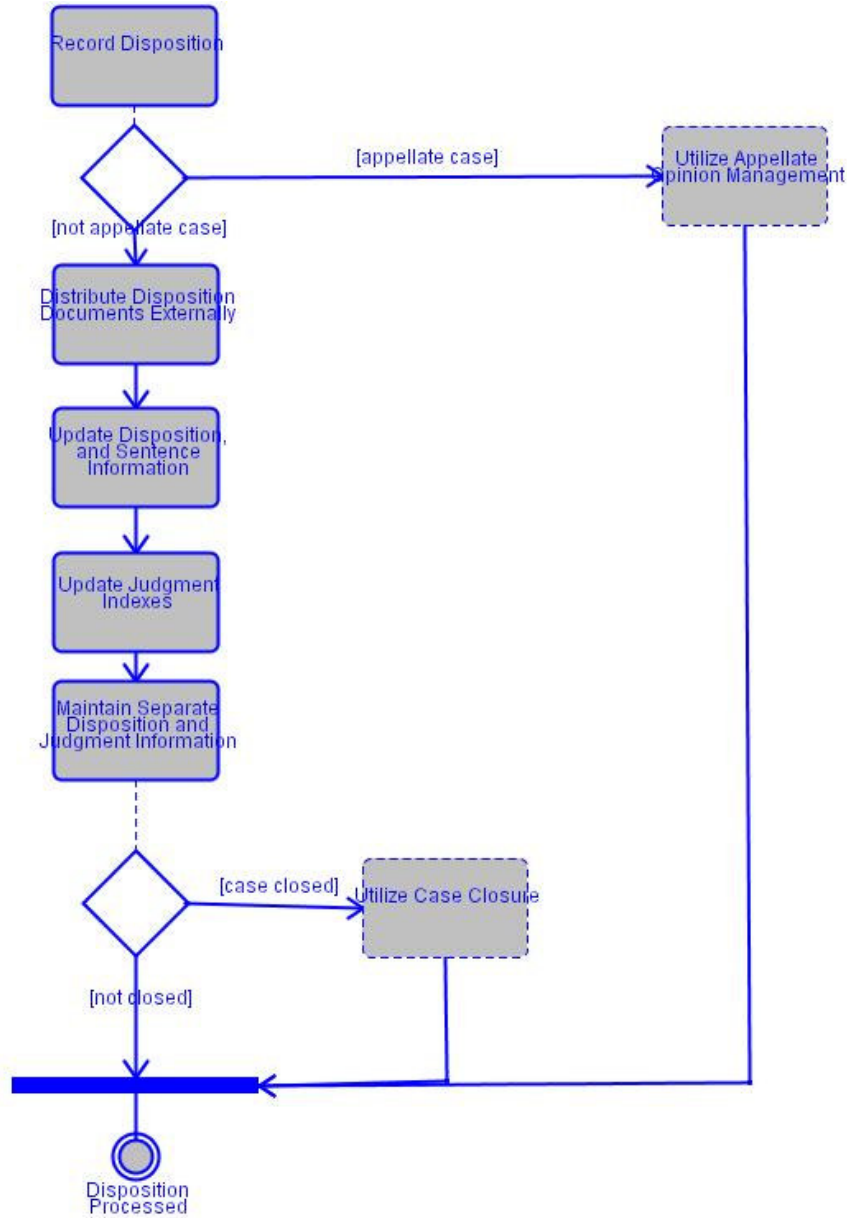 Record Disposition
[appellate case]
Utilize Appellate
Opinion Management
[not appellate case]
Distribute Disposition
Documents Externally
Update Disposition,
and Sentence
Information
Update Judgment
Indexes
Maintain Separate
Disposition and
Judgment Information
[case closed]
Utilize Case Closure
[not closed]
Disposition
Processed